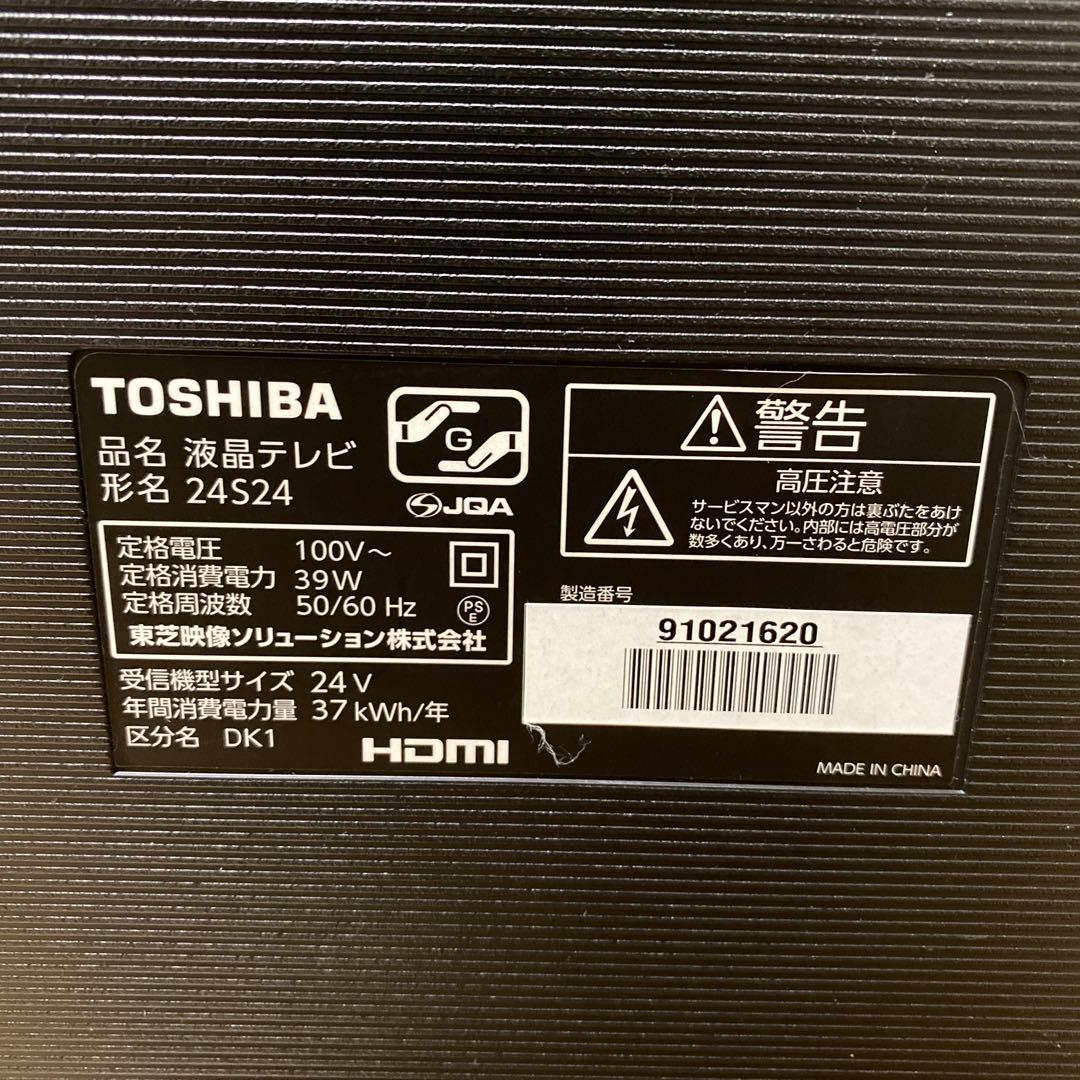 TOSHIBA
品名 液晶テレビ
形名 24S24
G
JQA
定格電圧 100V～
定格消費電力 39W
定格周波数 50/60 Hz
PS
E
東芝映像ソリューション株式会社
受信機型サイズ 24V
年間消費電力量 37 kWh/年
区分名 DK1
HDMI
警告
高圧注意
サービスマン以外の方は裏ぶたをあけ
ないでください。内部には高電圧部分が
数多くあり、万一さわると危険です。
製造番号
91021620
MADE IN CHINA